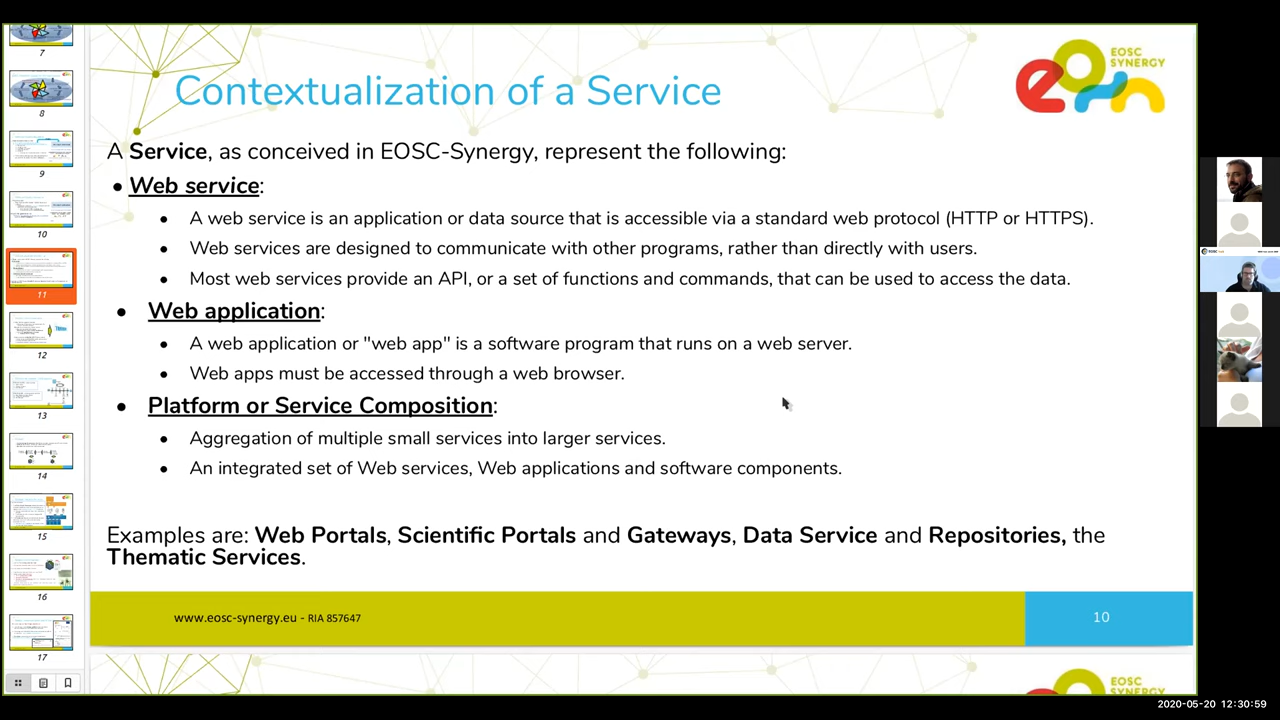 7
8
9
10
11
12
13
14
15
16
17
EOSC
SYNERGY
Contextualization of a Service
A Service, as conceived in EOSC-Synergy, represent the following:
• Web service:
• A web service is an application or data source that is accessible via a standard web protocol (HTTP or HTTPS).
• Web services are designed to communicate with other programs, rather than directly with users.
• Most web services provide an API, or a set of functions and commands, that can be used to access the data.
• Web application:
• A web application or "web app" is a software program that runs on a web server.
• Web apps must be accessed through a web browser.
• Platform or Service Composition:
• Aggregation of multiple small services into larger services.
• An integrated set of Web services, Web applications and software components.
Examples are: Web Portals, Scientific Portals and Gateways, Data Service and Repositories, the
Thematic Services.
www.eosc-synergy.eu - RIA 857647
10
EOSC
SYNERGY
2020-05-20 12:30:59